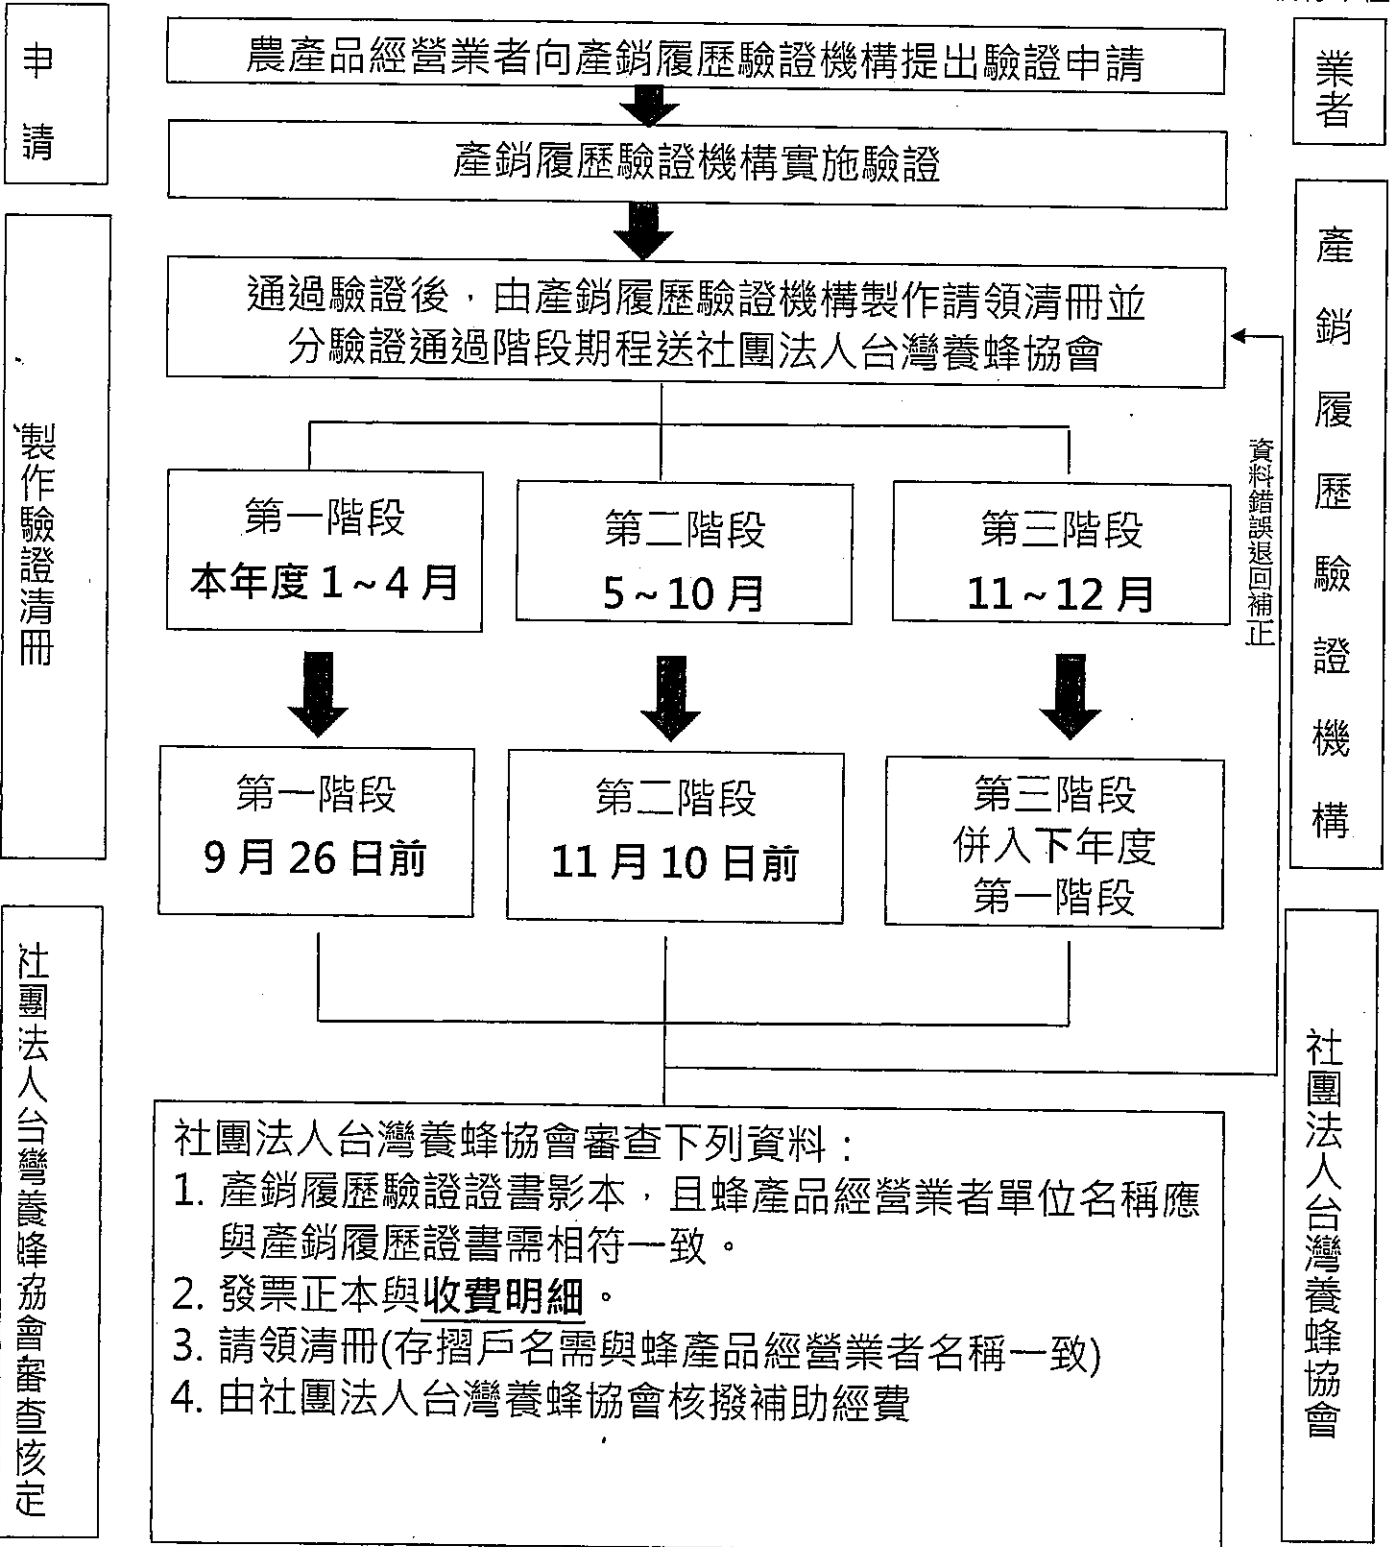 申請
農產品經營業者向產銷履歷驗證機構提出驗證申請
業者
產銷履歷驗證機構實施驗證
產銷履歷驗證機構
製作驗證清冊
通過驗證後，由產銷履歷驗證機構製作請領清冊並
分驗證通過階段期程送社團法人台灣養蜂協會
資料錯誤退回補正
第一階段
本年度 1~4 月
第二階段
5~10 月
第三階段
11~12 月
第一階段
9 月 26 日前
第二階段
11 月 10 日前
第三階段
併入下年度
第一階段
社團法人台灣養蜂協會審查核定
社團法人台灣養蜂協會
社團法人台灣養蜂協會審查下列資料：
1. 產銷履歷驗證證書影本，且蜂產品經營業者單位名稱應
與產銷履歷證書需相符一致。
2. 發票正本與收費明細。
3. 請領清冊(存摺戶名需與蜂產品經營業者名稱一致)
4. 由社團法人台灣養蜂協會核撥補助經費